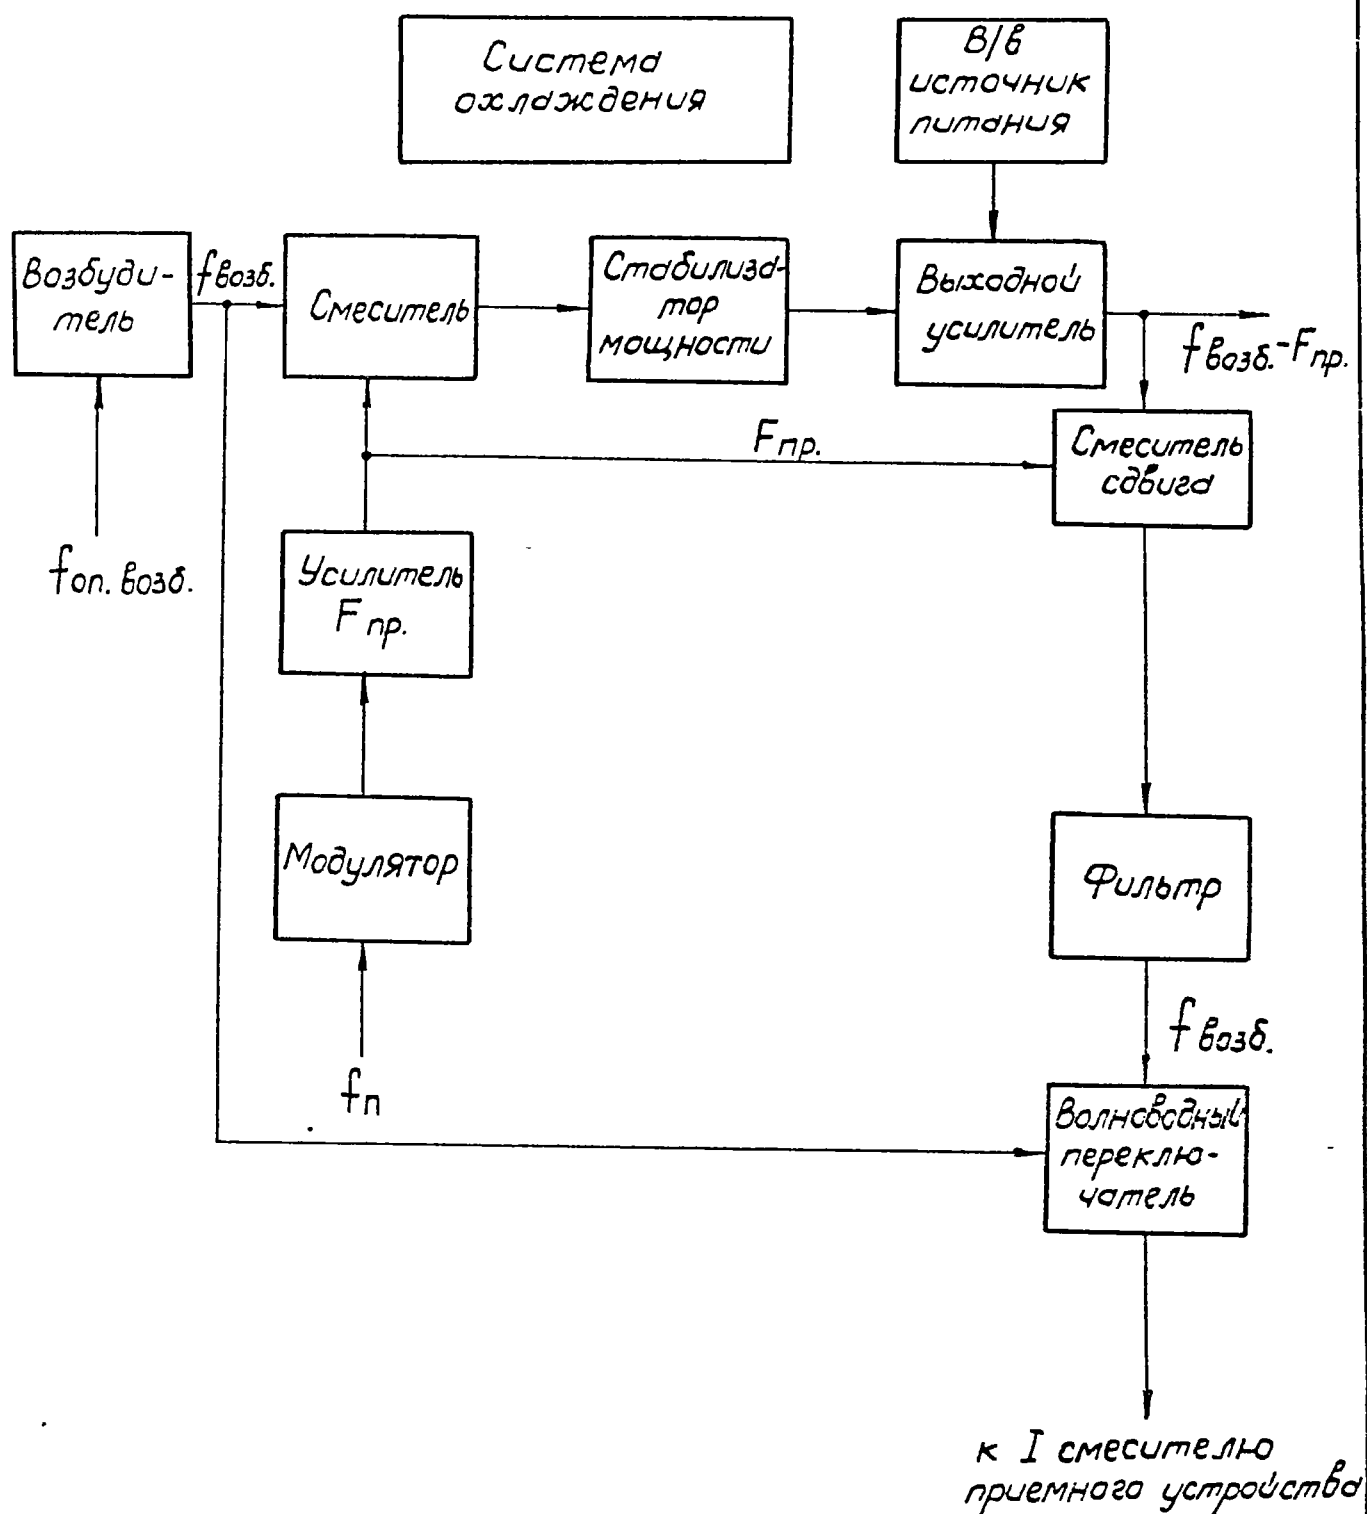 Система
охлаждения
В/в
источник
питания
Возбуди-
тель
fвозб.
Смеситель
Стабилиза-
тор
мощности
Выходной
усилитель
fвозб.-Fпр.
Fпр.
Смеситель
сдвига
fоп. возб.
Усилитель
Fпр.
Модулятор
Фильтр
fвозб.
fп
Волноводный
переклю-
чатель
к I смесителю
приемного устройства